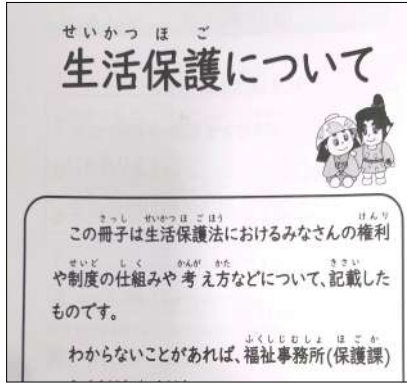 せいかつ ほ ご
生活保護について
さっし せいかつ ほ ご ほう けんり
この冊子は生活保護法におけるみなさんの権利
せいど し く かんが かた きさい
や制度の仕組みや考え方などについて、記載した
ものです。
ふくしじむしょ ほ ご か
わからないことがあれば、福祉事務所(保護課)